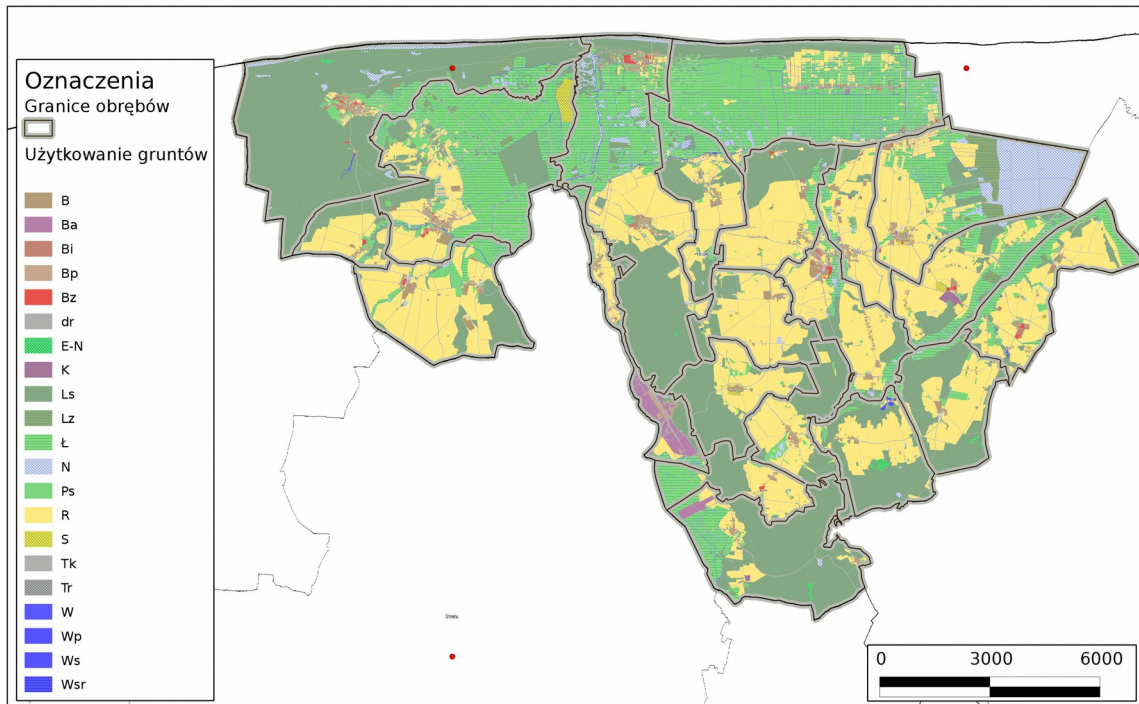 Oznaczenia
Granice obrębów
Użytkowanie gruntów
B
Ba
Bi
Bp
Bz
dr
E-N
K
Ls
Lz
Ł
N
Ps
R
S
Tk
Tr
W
Wp
Ws
Wsr
0 3000 6000